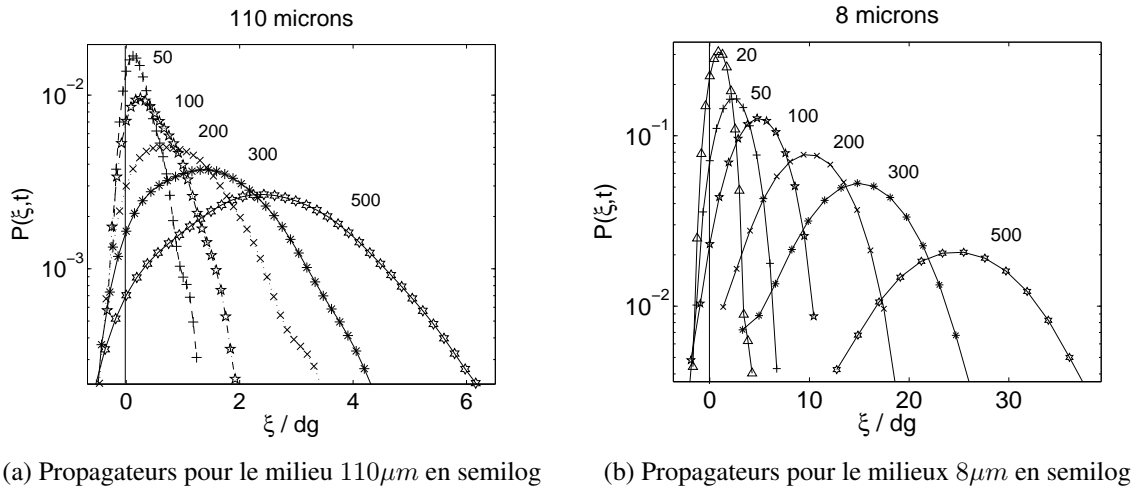 110 microns
P(ξ,t)
10⁻²
10⁻³
50
100
200
300
500
0 2 4 6
ξ / dg
(a) Propagateurs pour le milieu 110μm en semilog
8 microns
P(ξ,t)
10⁻¹
10⁻²
20
50
100
200
300
500
0 10 20 30
ξ / dg
(b) Propagateurs pour le milieux 8μm en semilog